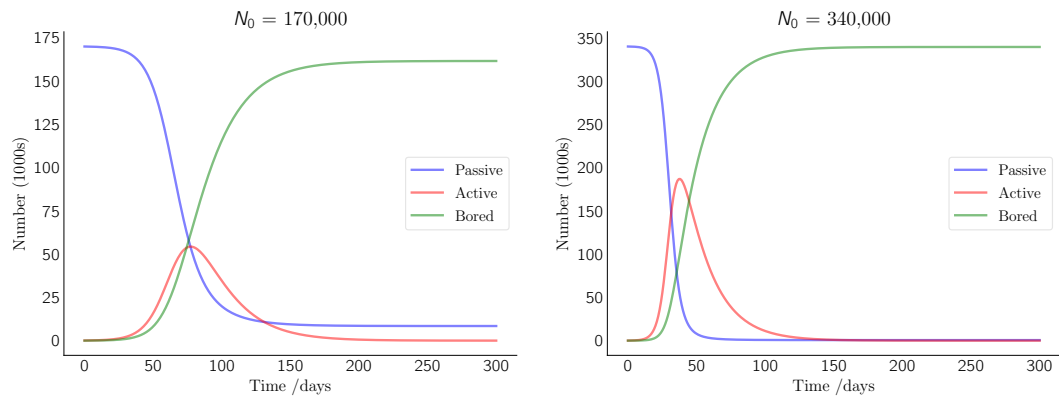 N₀ = 170,000
175
150
125
100
75
50
25
0
Number (1000s)
Passive
Active
Bored
0 50 100 150 200 250 300
Time /days
N₀ = 340,000
350
300
250
200
150
100
50
0
Number (1000s)
Passive
Active
Bored
0 50 100 150 200 250 300
Time /days